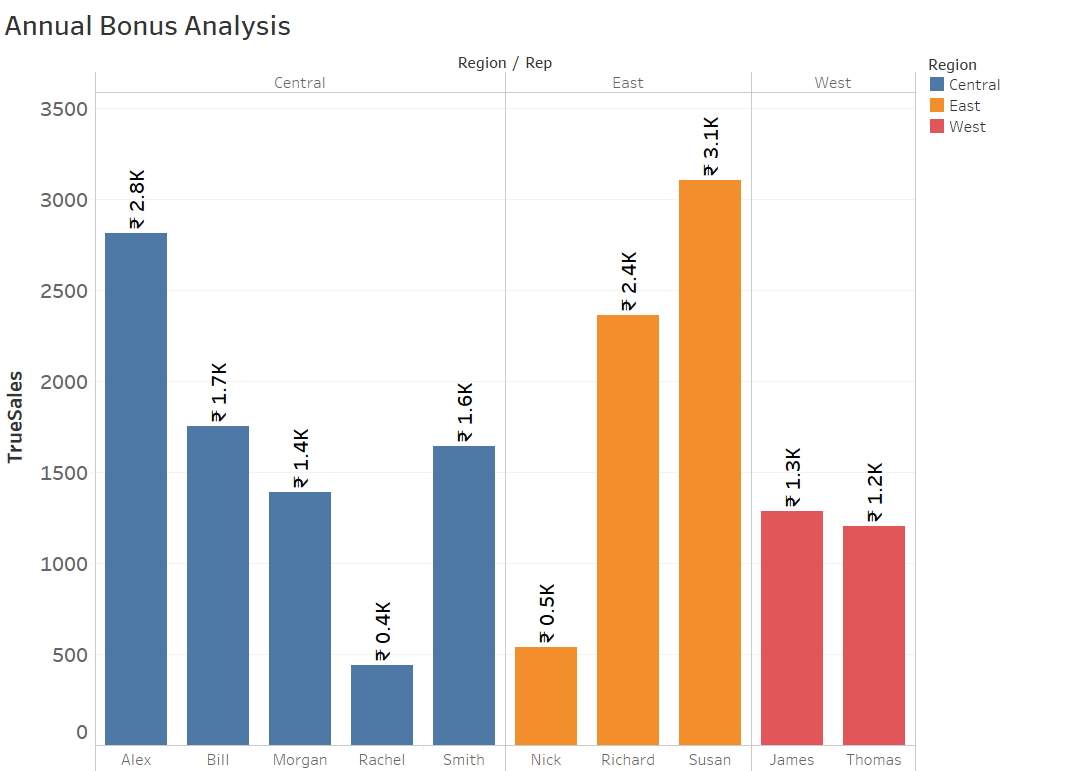 Annual Bonus Analysis
Region / Rep
Central East West
Region
Central
East
West
TrueSales
3500
3000
2500
2000
1500
1000
500
0
₹ 2.8K
₹ 1.7K
₹ 1.4K
₹ 0.4K
₹ 1.6K
₹ 0.5K
₹ 2.4K
₹ 3.1K
₹ 1.3K
₹ 1.2K
Alex Bill Morgan Rachel Smith Nick Richard Susan James Thomas